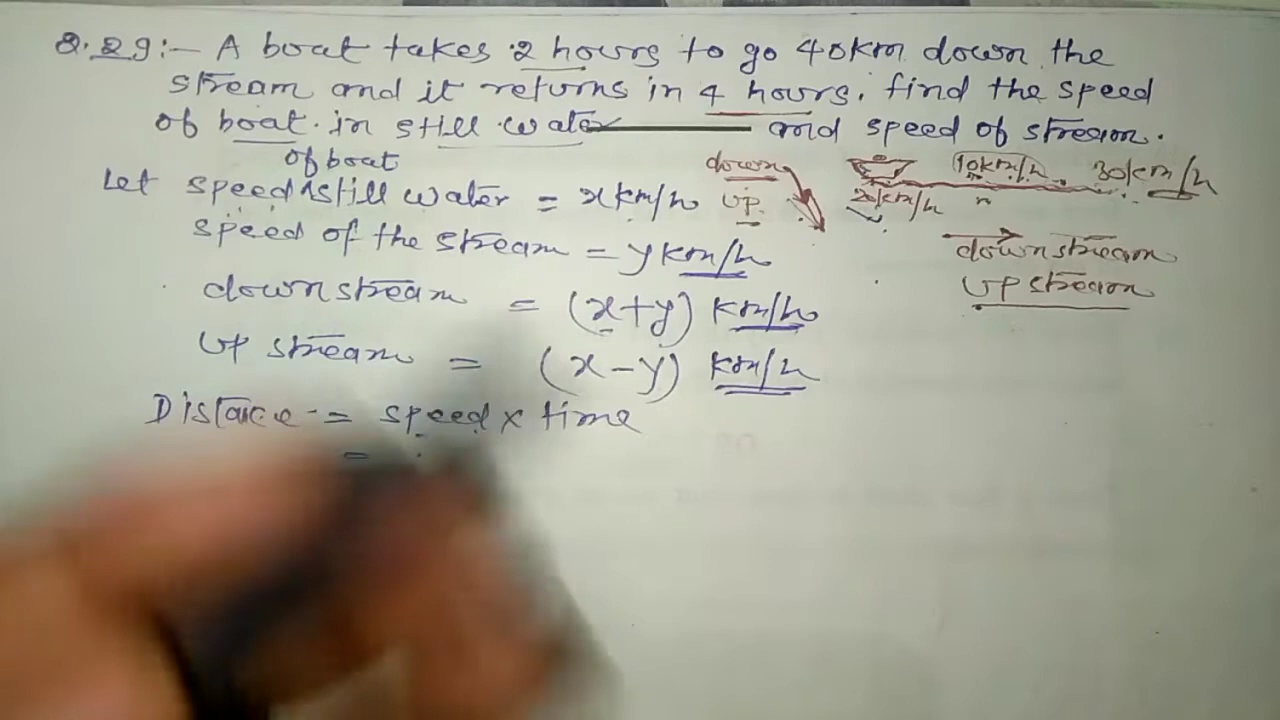 Q.29:- A boat takes 2 hours to go 40km down the
stream and it returns in 4 hours. find the speed
of boat in still water and speed of stream.
of boat
Let speed still water = x km/h
speed of the stream = y km/h
down stream = (x+y) km/h
Up stream = (x-y) km/h
Distance = speed x time
=
down
up
10km/h
30km/h
20km/h
downstream
upstream